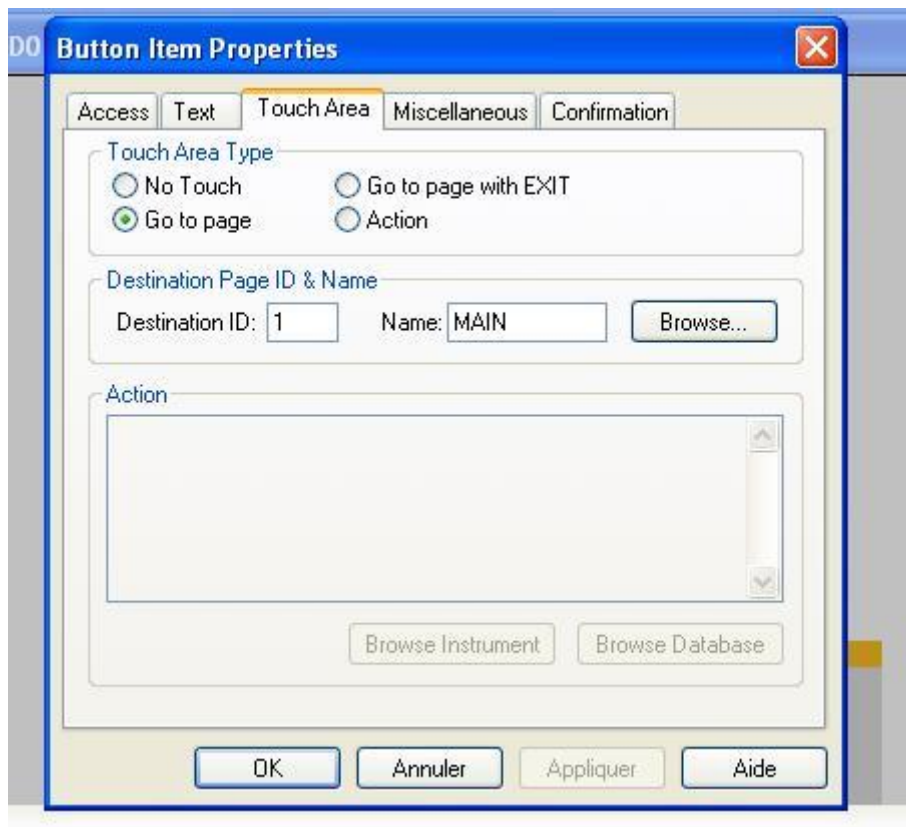 DO
Button Item Properties
Access Text Touch Area Miscellaneous Confirmation
Touch Area Type
No Touch Go to page with EXIT
Go to page Action
Destination Page ID & Name
Destination ID: 1 Name: MAIN Browse...
Action
Browse Instrument Browse Database
OK Annuler Appliquer Aide